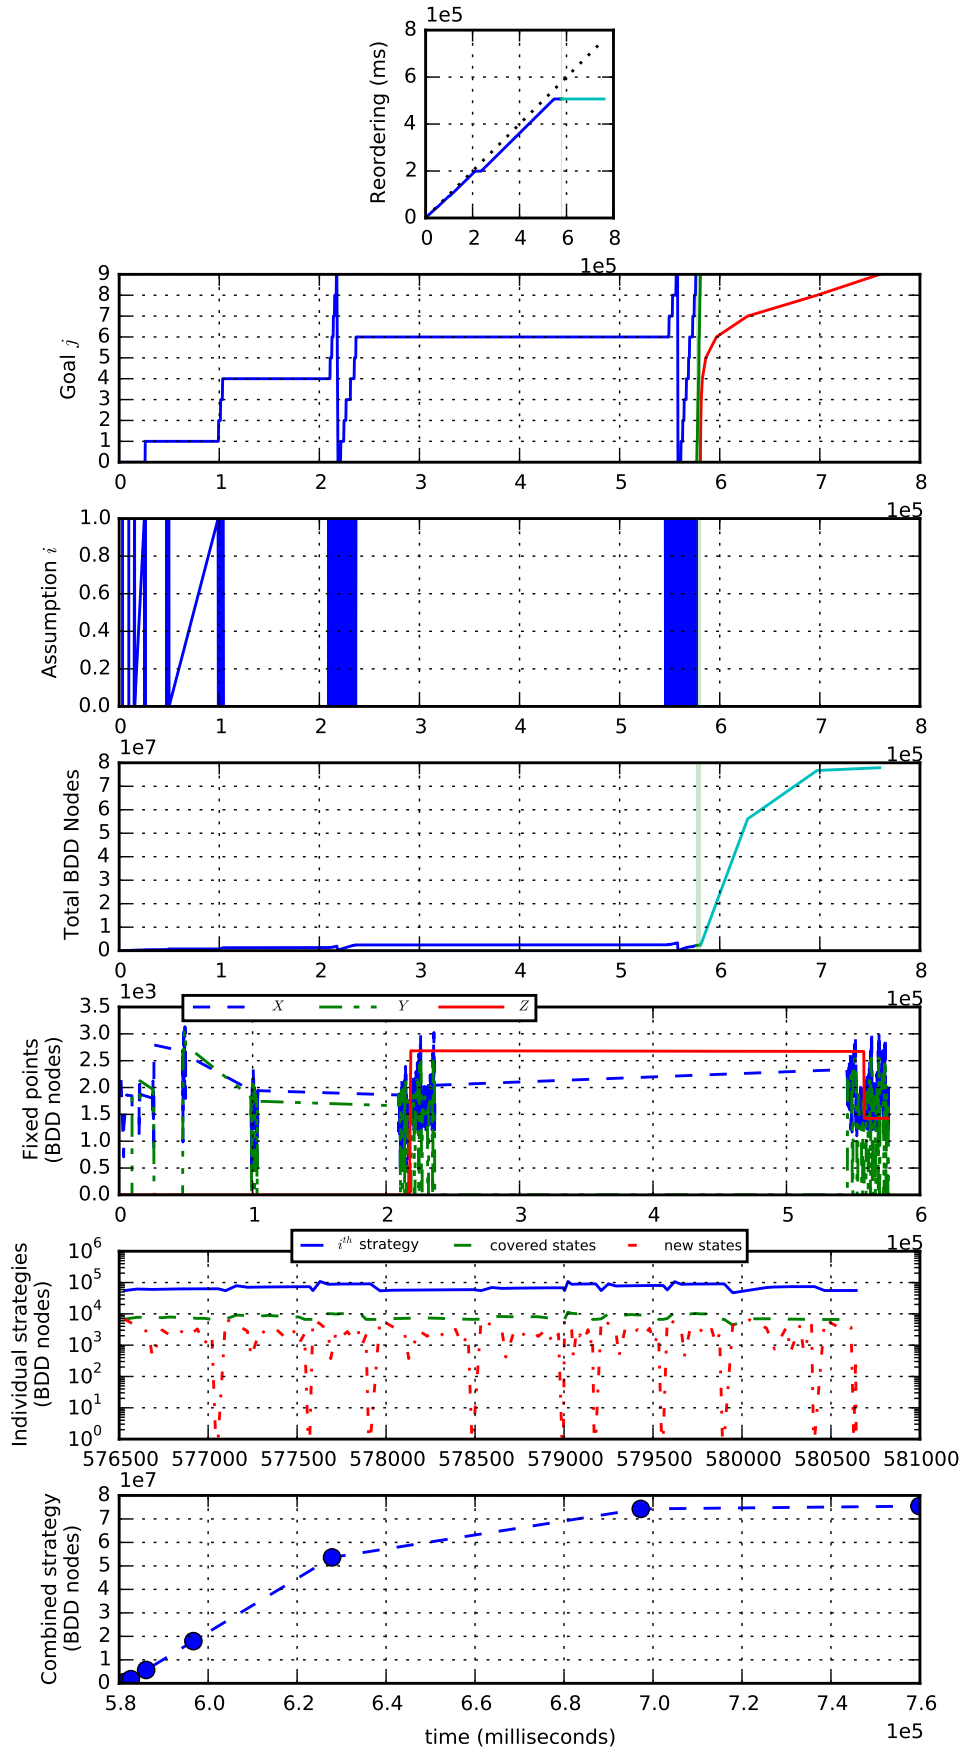 1e5
8
6
4
2
0
Reordering (ms)
0 2 4 6 8
1e5
9
8
7
6
5
4
3
2
1
0
Goal j
0 1 2 3 4 5 6 7 8
1e5
1.0
0.8
0.6
0.4
0.2
0.0
Assumption i
0 1 2 3 4 5 6 7 8
1e5
1e7
8
7
6
5
4
3
2
1
0
Total BDD Nodes
0 1 2 3 4 5 6 7 8
1e5
1e3
X Y Z
3.5
3.0
2.5
2.0
1.5
1.0
0.5
0.0
Fixed points
(BDD nodes)
0 1 2 3 4 5 6
1e5
i^th strategy covered states new states
10^6
10^5
10^4
10^3
10^2
10^1
10^0
Individual strategies
(BDD nodes)
576500 577000 577500 578000 578500 579000 579500 580000 580500 581000
1e7
8
7
6
5
4
3
2
1
0
Combined strategy
(BDD nodes)
5.8 6.0 6.2 6.4 6.6 6.8 7.0 7.2 7.4 7.6
1e5
time (milliseconds)